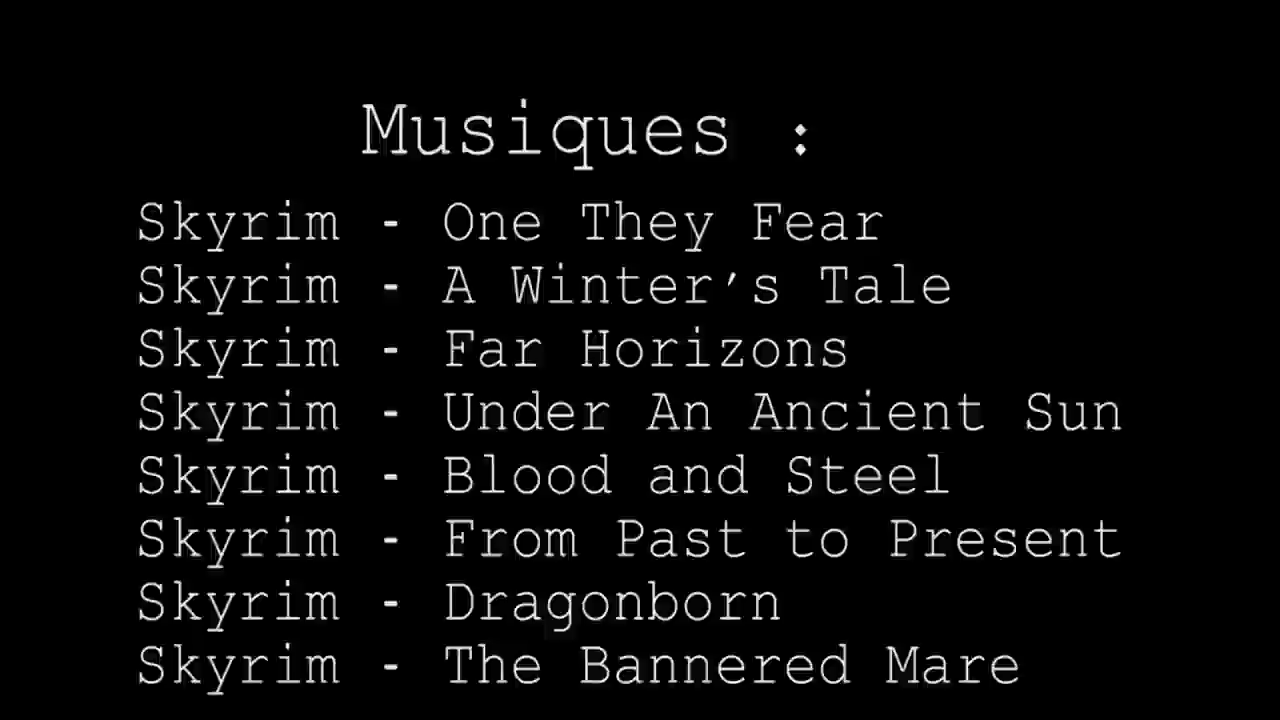 Musiques :
Skyrim - One They Fear
Skyrim - A Winter's Tale
Skyrim - Far Horizons
Skyrim - Under An Ancient Sun
Skyrim - Blood and Steel
Skyrim - From Past to Present
Skyrim - Dragonborn
Skyrim - The Bannered Mare